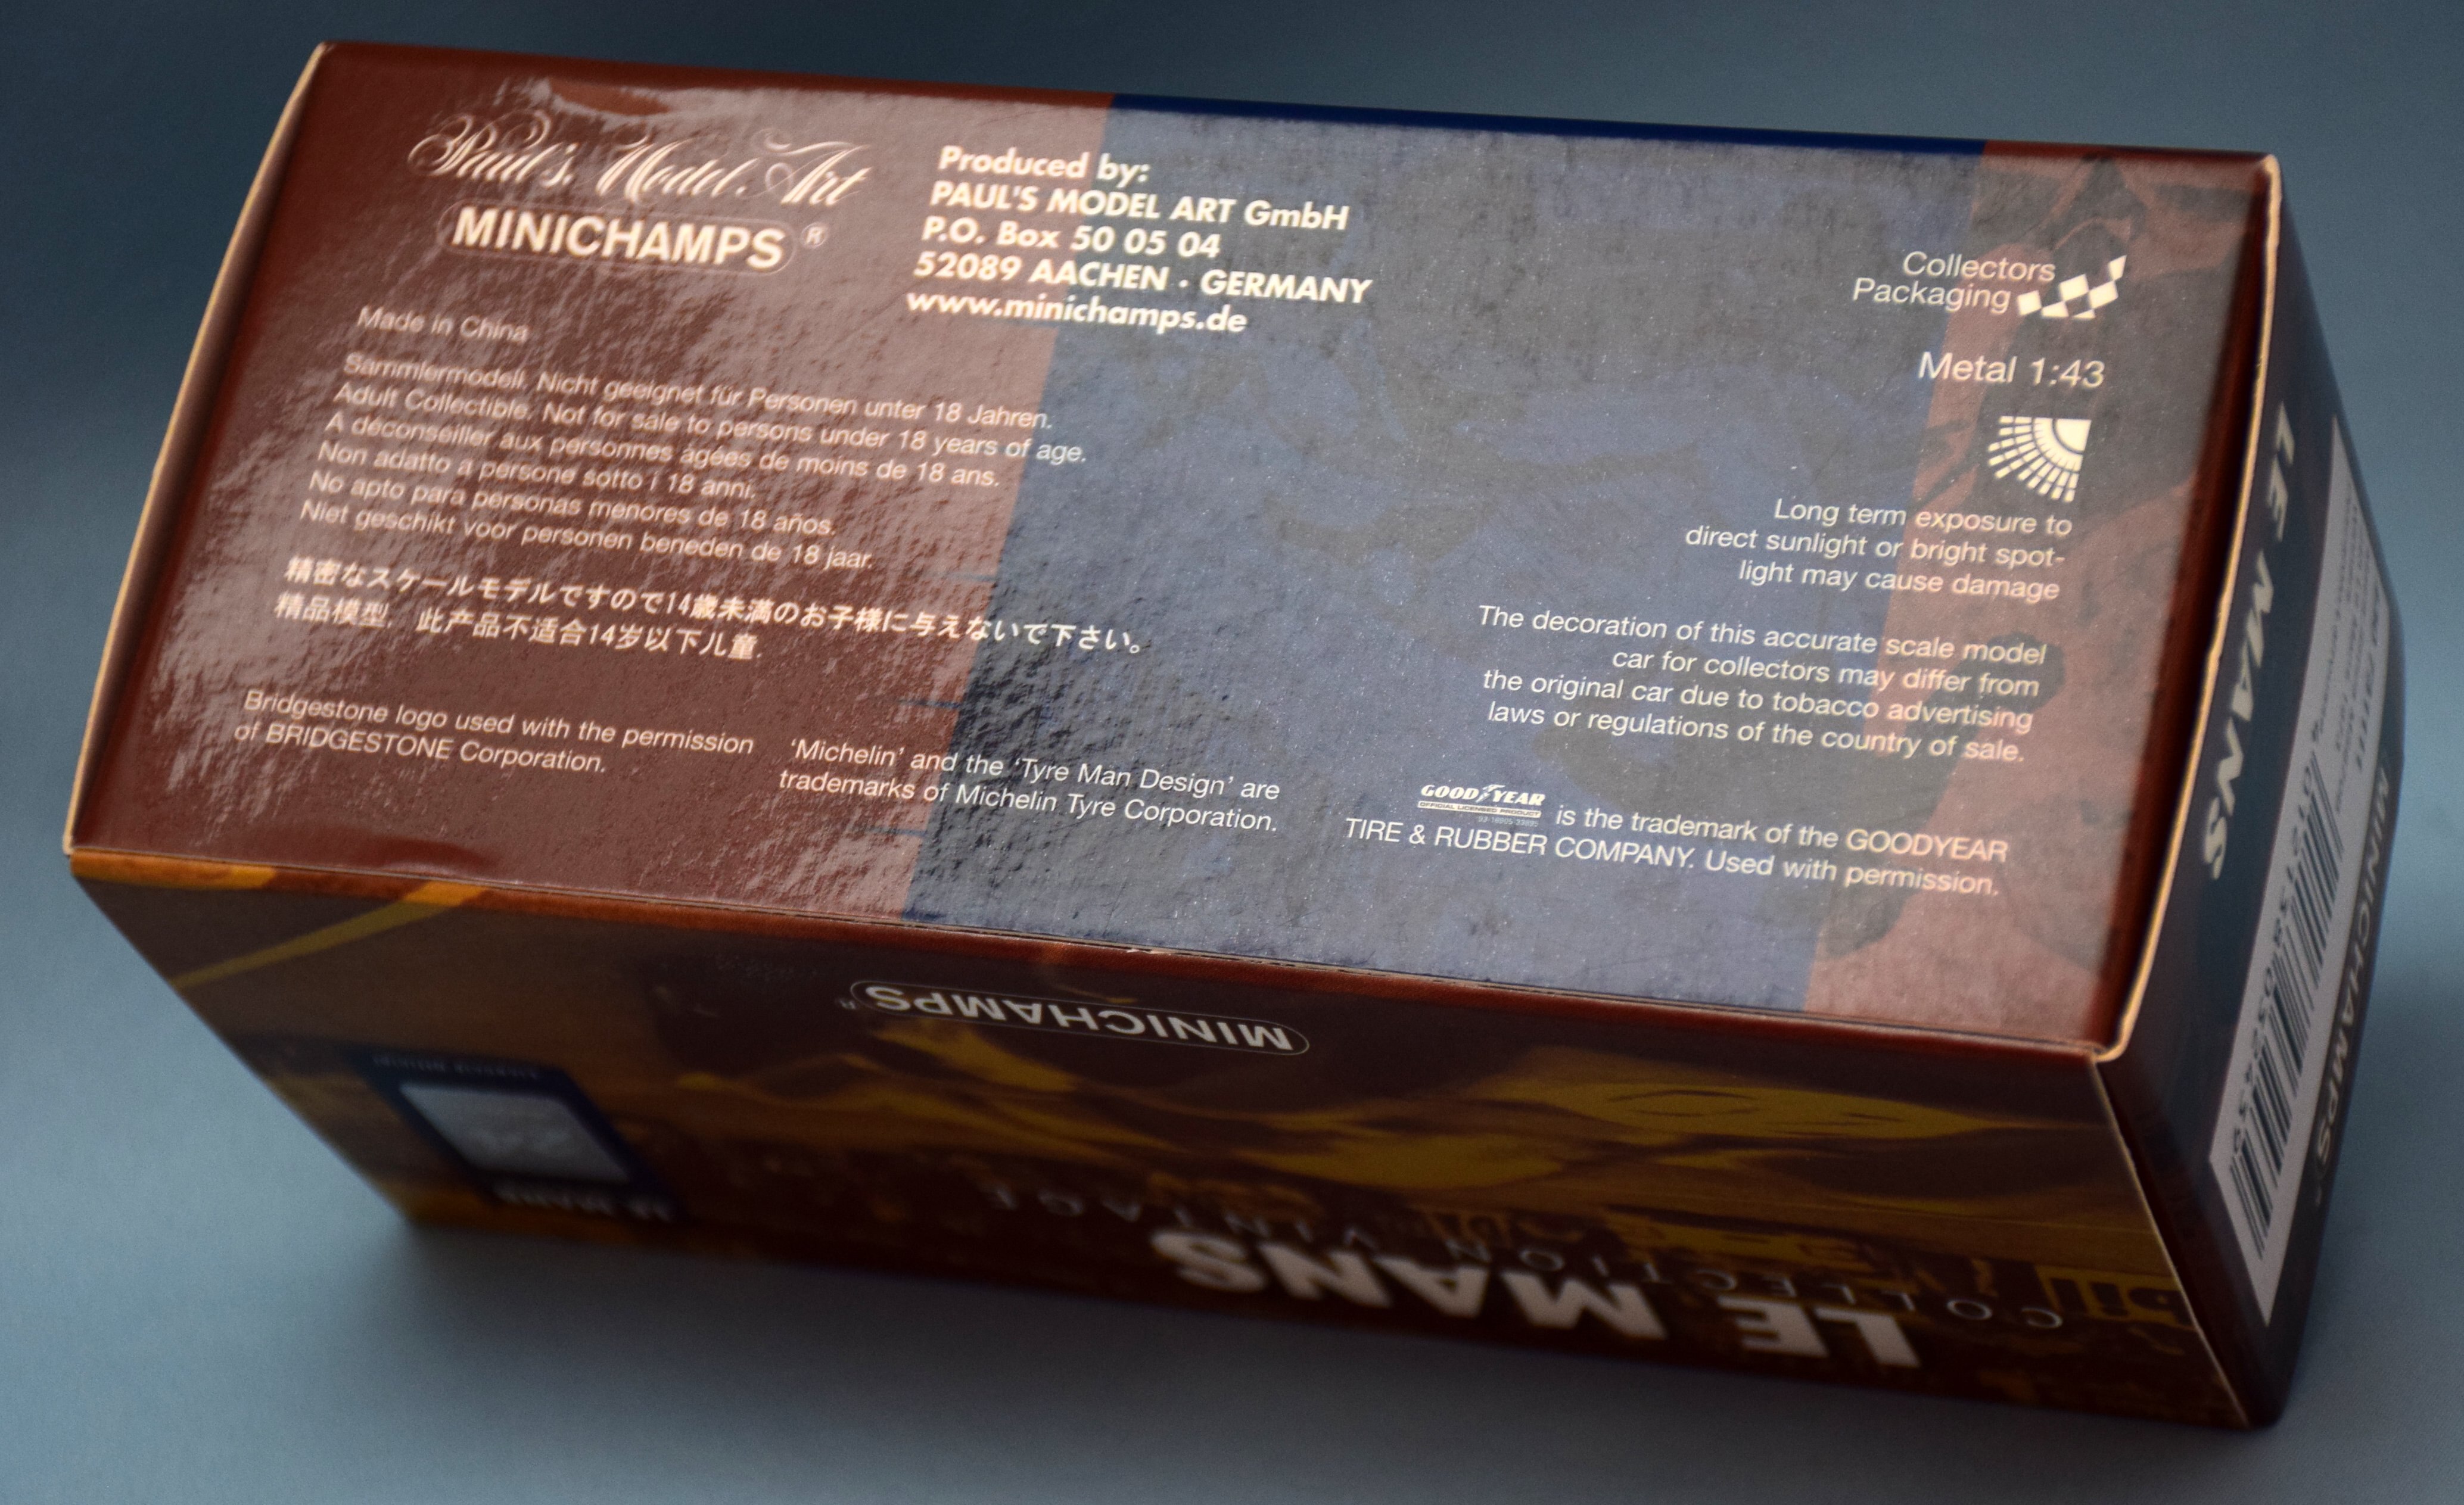 Paul's Model Art
MINICHAMPS ®
Produced by:
PAUL'S MODEL ART GmbH
P.O. Box 50 05 04
52089 AACHEN · GERMANY
www.minichamps.de
Made in China
Sammlermodell. Nicht geeignet für Personen unter 18 Jahren.
Adult Collectible. Not for sale to persons under 18 years of age.
A déconseiller aux personnes agées de moins de 18 ans.
Non adatto a persone sotto i 18 anni.
No apto para personas menores de 18 años.
Niet geschikt voor personen beneden de 18 jaar.
精密なスケールモデルですので14歳未満のお子様に与えないで下さい。
精品模型. 此产品不适合14岁以下儿童.
Bridgestone logo used with the permission
of BRIDGESTONE Corporation.
'Michelin' and the 'Tyre Man Design' are
trademarks of Michelin Tyre Corporation.
Collectors
Packaging
Metal 1:43
Long term exposure to
direct sunlight or bright spot-
light may cause damage
The decoration of this accurate scale model
car for collectors may differ from
the original car due to tobacco advertising
laws or regulations of the country of sale.
GOODYEAR
OFFICIAL LICENSED PRODUCT
is the trademark of the GOODYEAR
TIRE & RUBBER COMPANY. Used with permission.
MINICHAMPS ®
LE MANS
COLLECTION VINTAGE
LE MANS
LE MANS
MINICHAMPS